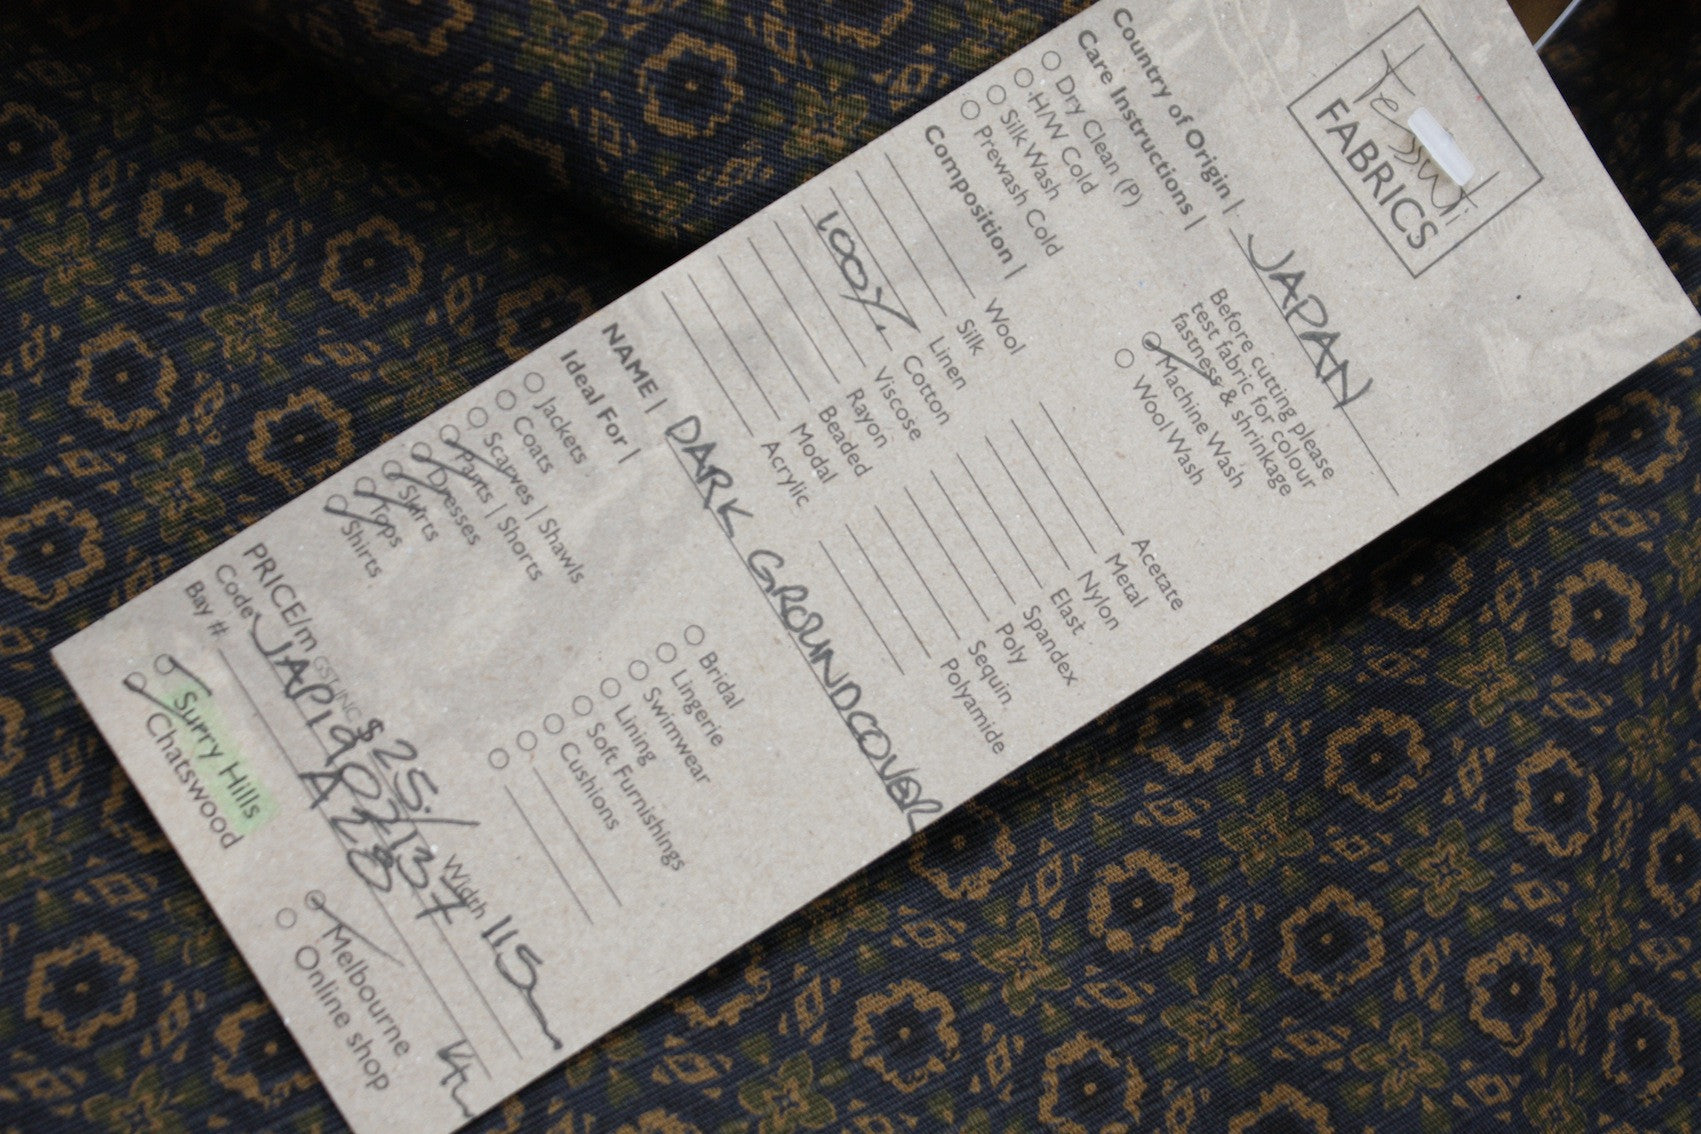 Tessuti
FABRICS
Country of Origin | JAPAN
Care Instructions |
Dry Clean (P)
H/W Cold
Silk Wash
Prewash Cold
Before cutting please
test fabric for colour
fastness & shrinkage
Machine Wash
Wool Wash
Composition |
Wool
Silk
Linen
100% Cotton
Viscose
Rayon
Beaded
Modal
Acrylic
Acetate
Metal
Nylon
Elast
Spandex
Poly
Sequin
Polyamide
NAME | DARK GROUNDCOVER
Ideal For |
Jackets
Coats
Scarves | Shawls
Pants | Shorts
Dresses
Skirts
Tops
Shirts
Bridal
Lingerie
Swimwear
Lining
Soft Furnishings
Cushions
PRICE/m GST INC $25./ Width 115
Code
Bay # A28
Surry Hills
Chatswood
Melbourne
Online shop